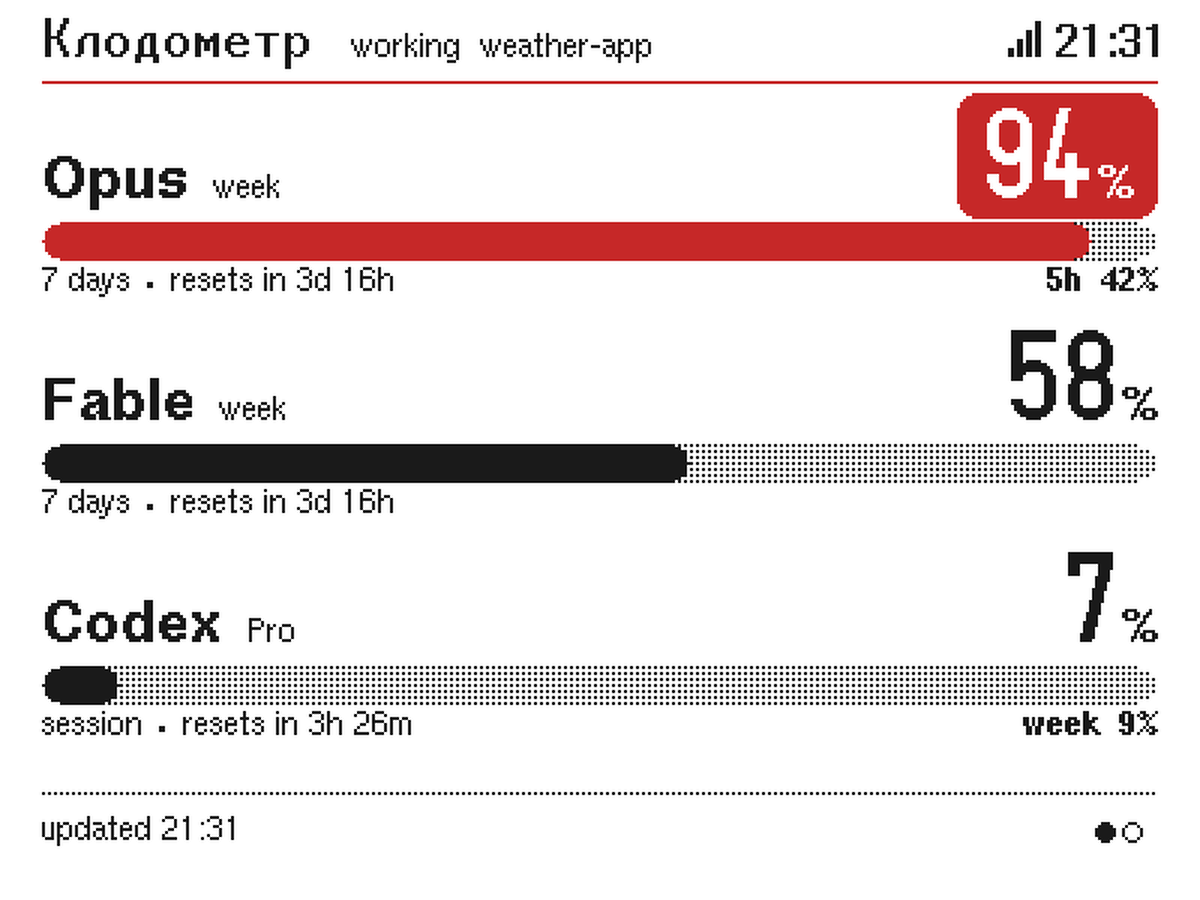 Клодометр working weather-app 21:31
Opus week 94%
7 days · resets in 3d 16h 5h 42%
Fable week 58%
7 days · resets in 3d 16h
Codex Pro 7%
session · resets in 3h 26m week 9%
updated 21:31